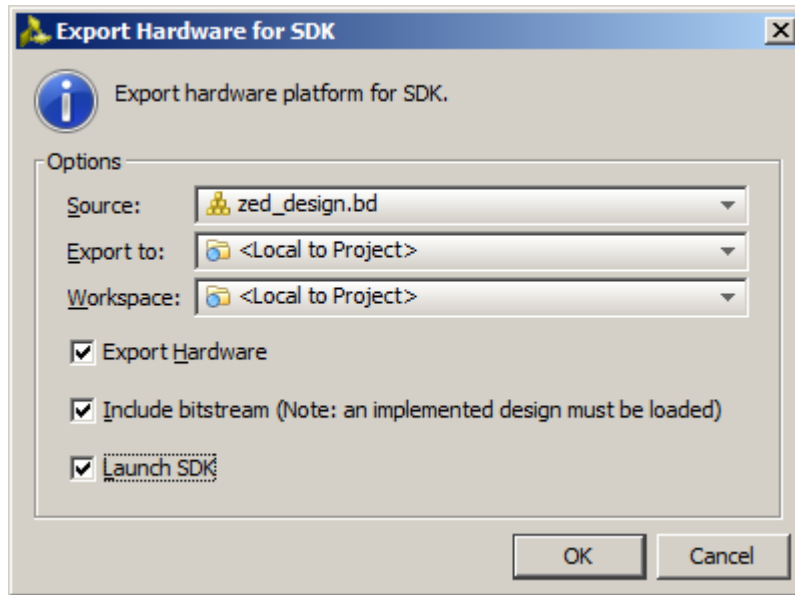 Export Hardware for SDK
Export hardware platform for SDK.
Options
Source: zed_design.bd
Export to: <Local to Project>
Workspace: <Local to Project>
Export Hardware
Include bitstream (Note: an implemented design must be loaded)
Launch SDK
OK Cancel